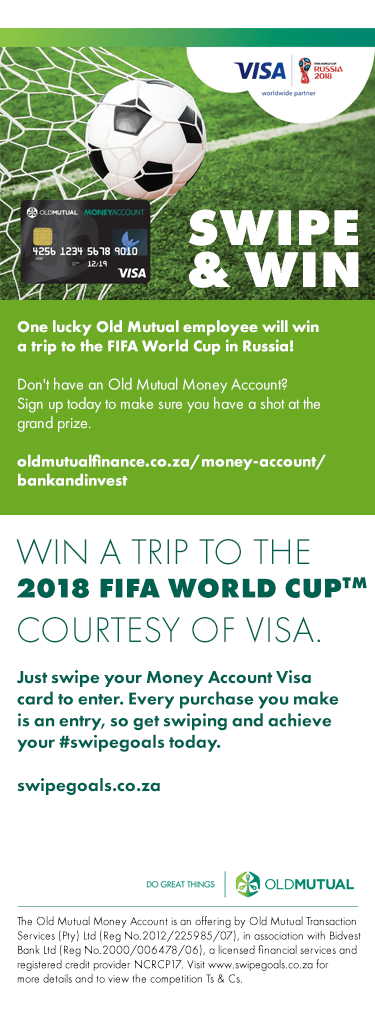 VISA
FIFA WORLD CUP
RUSSIA
2018
worldwide partner
OLDMUTUAL MONEYACCOUNT
4256 1234 5678 9010
12/19
VISA
SWIPE
& WIN
One lucky Old Mutual employee will win
a trip to the FIFA World Cup in Russia!
Don't have an Old Mutual Money Account?
Sign up today to make sure you have a shot at the
grand prize.
oldmutualfinance.co.za/money-account/
bankandinvest
WIN A TRIP TO THE
2018 FIFA WORLD CUP™
COURTESY OF VISA.
Just swipe your Money Account Visa
card to enter. Every purchase you make
is an entry, so get swiping and achieve
your #swipegoals today.
swipegoals.co.za
DO GREAT THINGS OLDMUTUAL
The Old Mutual Money Account is an offering by Old Mutual Transaction
Services (Pty) Ltd (Reg No.2012/225985/07), in association with Bidvest
Bank Ltd (Reg No.2000/006478/06), a licensed financial services and
registered credit provider NCRCP17. Visit www.swipegoals.co.za for
more details and to view the competition Ts & Cs.